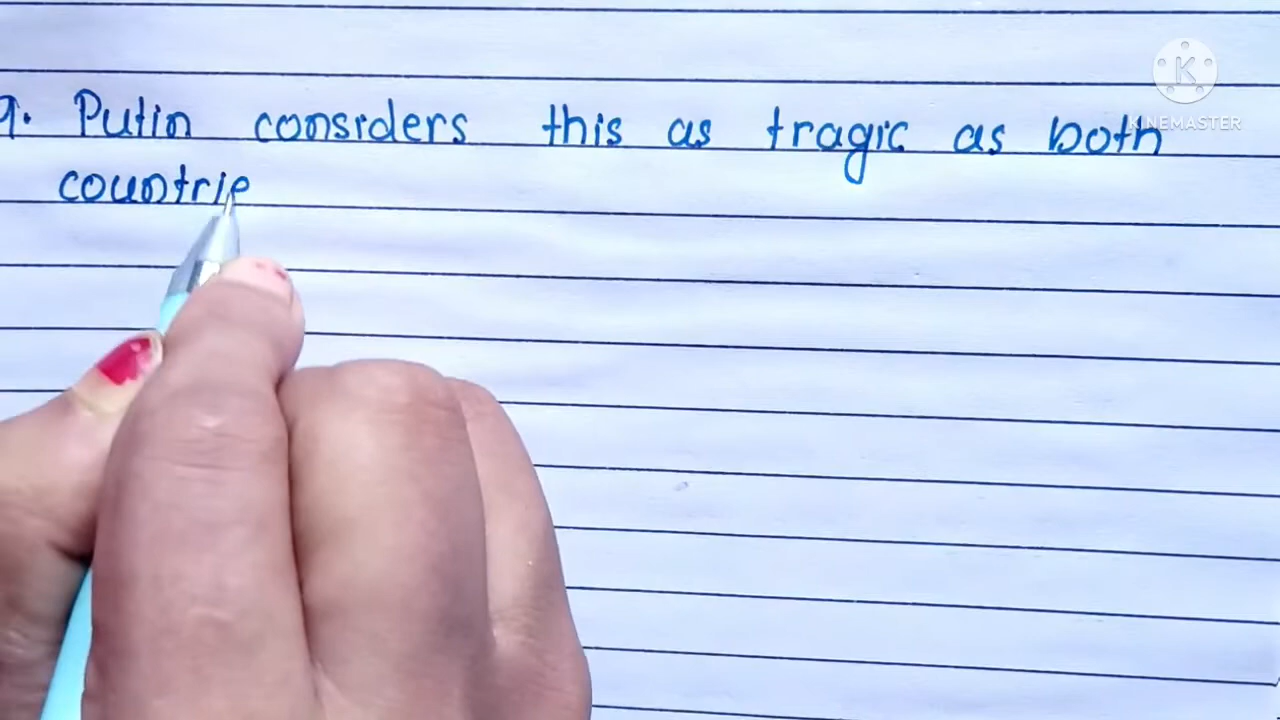 9. Putin considers this as tragic as both
countrie
K
KINEMASTER